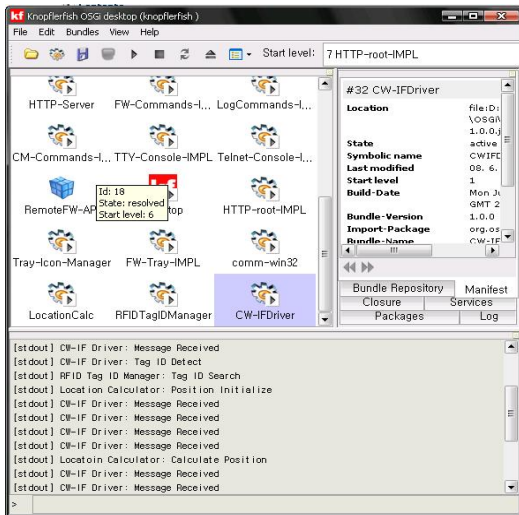 Knopflerfish OSGi desktop (knopflerfish )
File Edit Bundles View Help
Start level: 7 HTTP-root-IMPL
HTTP-Server FW-Commands-I... LogCommands-I...
CM-Commands-I... TTY-Console-IMPL Telnet-Console-I...
RemoteFW-AP top HTTP-root-IMPL
Id: 18
State: resolved
Start level: 6
Tray-Icon-Manager FW-Tray-IMPL comm-win32
LocationCalc RFIDTagIDManager CW-IFDriver
#32 CW-IFDriver
Location file:D:
\OSGi\
1.0.0.j
State active
Symbolic name CWIFD
Last modified 08. 6.
Start level 1
Build-Date Mon Ju
GMT 2
Bundle-Version 1.0.0
Import-Package org.os
Bundle-Name CW-IF
Bundle Repository Manifest
Closure Services
Packages Log
[stdout] CW-IF Driver: Message Received
[stdout] CW-IF Driver: Tag ID Detect
[stdout] RFID Tag ID Manager: Tag ID Search
[stdout] Location Calculator: Position Initialize
[stdout] CW-IF Driver: Message Received
[stdout] CW-IF Driver: Message Received
[stdout] CW-IF Driver: Message Received
[stdout] CW-IF Driver: Message Received
[stdout] Locatoin Calculator: Calculate Position
[stdout] CW-IF Driver: Message Received
[stdout] CW-IF Driver: Message Received
>